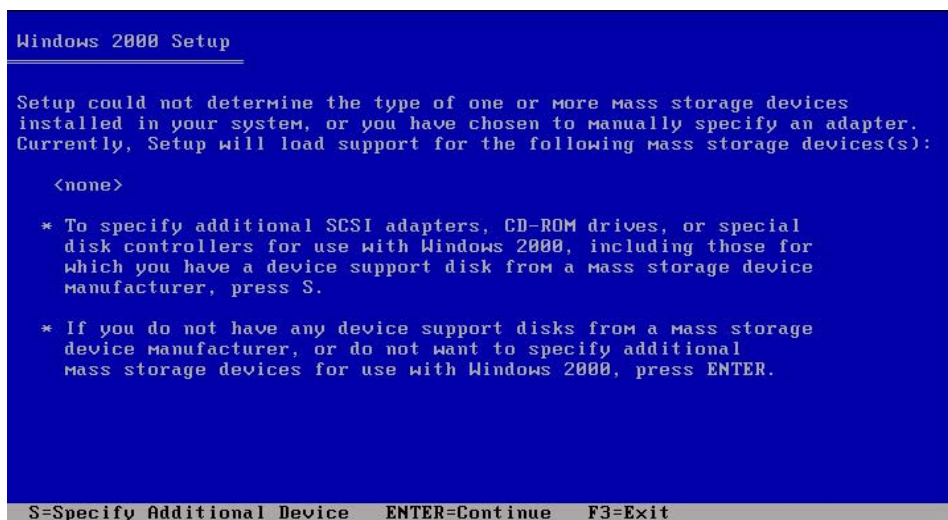 Windows 2000 Setup
Setup could not determine the type of one or more mass storage devices
installed in your system, or you have chosen to manually specify an adapter.
Currently, Setup will load support for the following mass storage devices(s):
<none>
* To specify additional SCSI adapters, CD-ROM drives, or special
disk controllers for use with Windows 2000, including those for
which you have a device support disk from a mass storage device
manufacturer, press S.
* If you do not have any device support disks from a mass storage
device manufacturer, or do not want to specify additional
mass storage devices for use with Windows 2000, press ENTER.
S=Specify Additional Device ENTER=Continue F3=Exit